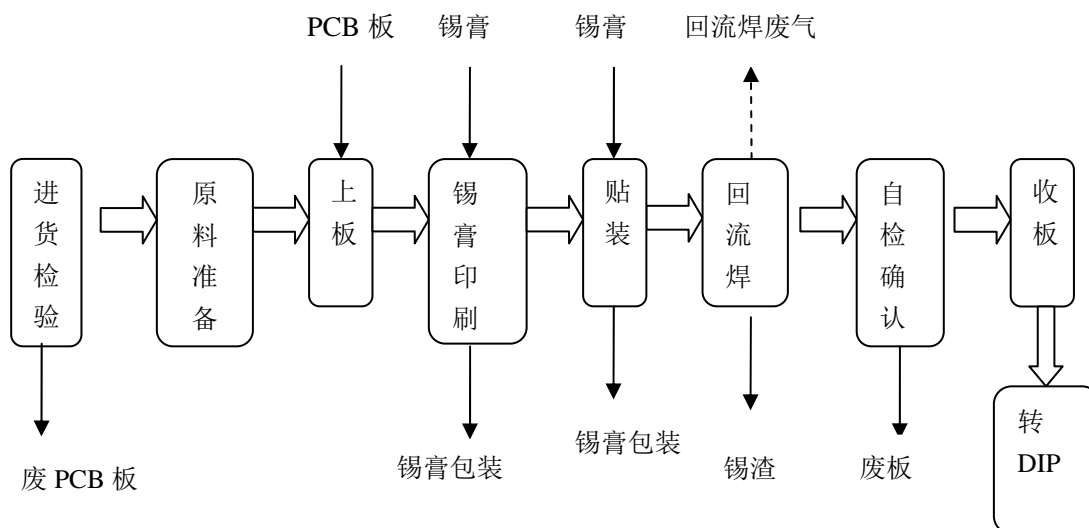 PCB 板
锡膏
锡膏
回流焊废气
进货检验
原料准备
上板
锡膏印刷
贴装
回流焊
自检确认
收板
废 PCB 板
锡膏包装
锡膏包装
锡渣
废板
转
DIP